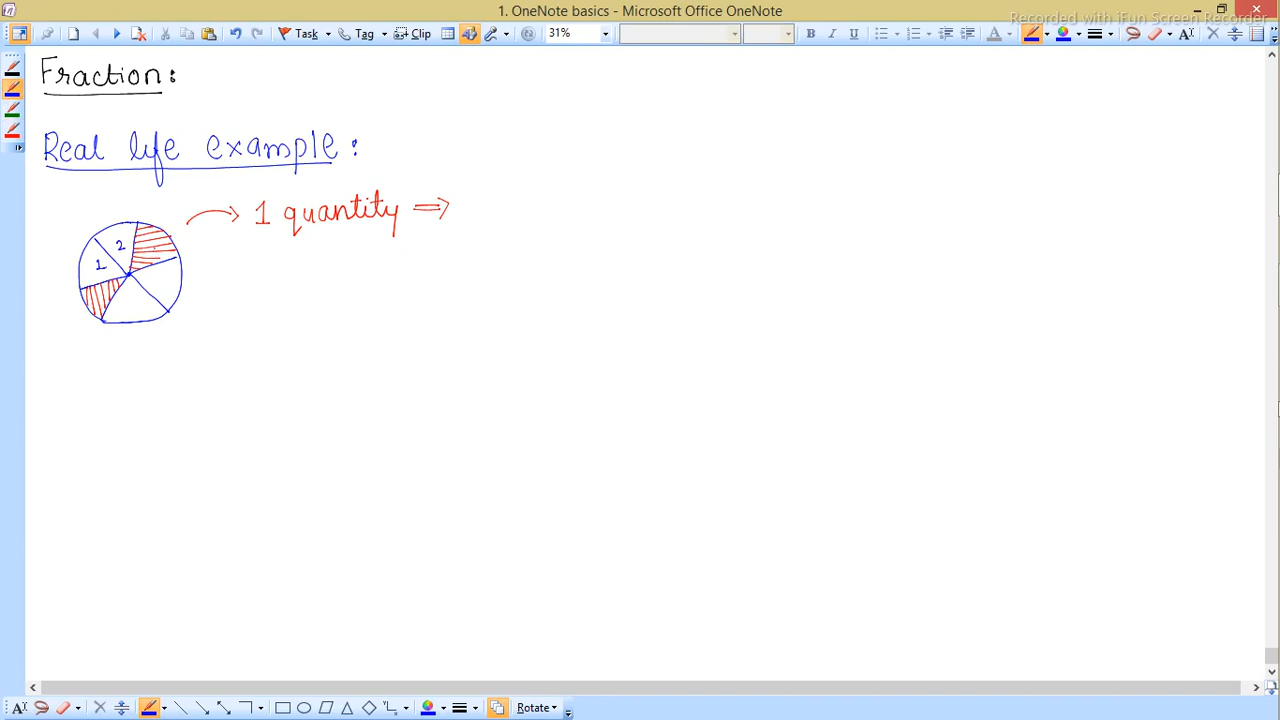 1. OneNote basics - Microsoft Office OneNote
Recorded with iFun Screen Recorder
Task Tag Clip 31% B I U A
Fraction:
Real life example:
1 quantity ⇒
2
1
Rotate